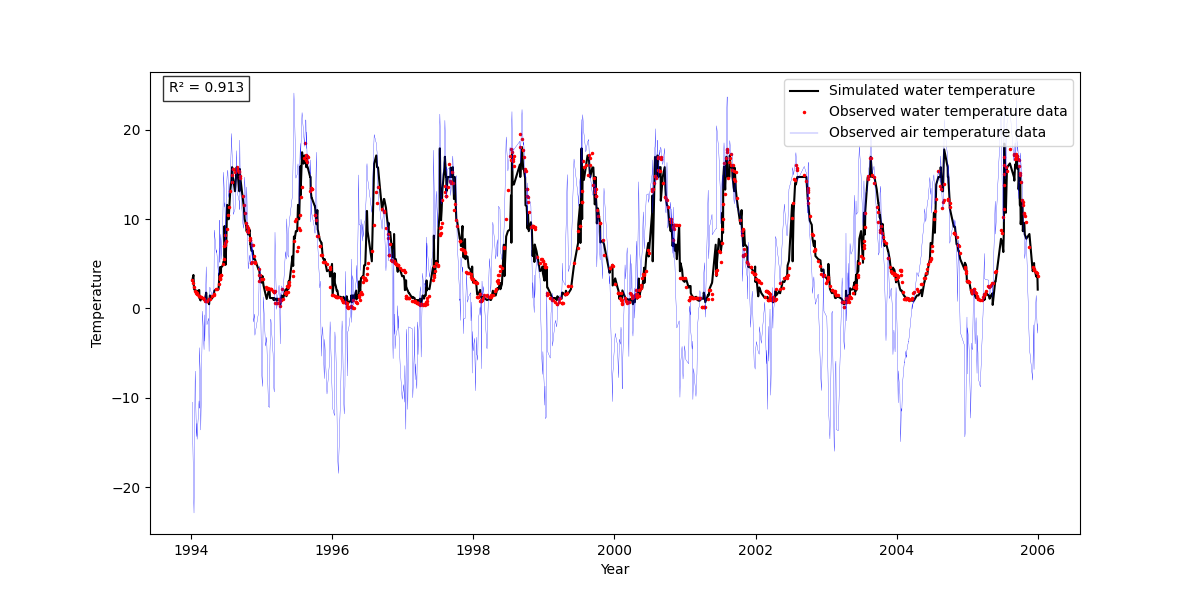 R² = 0.913
Simulated water temperature
Observed water temperature data
Observed air temperature data
20
10
0
−10
−20
Temperature
1994
1996
1998
2000
2002
2004
2006
Year